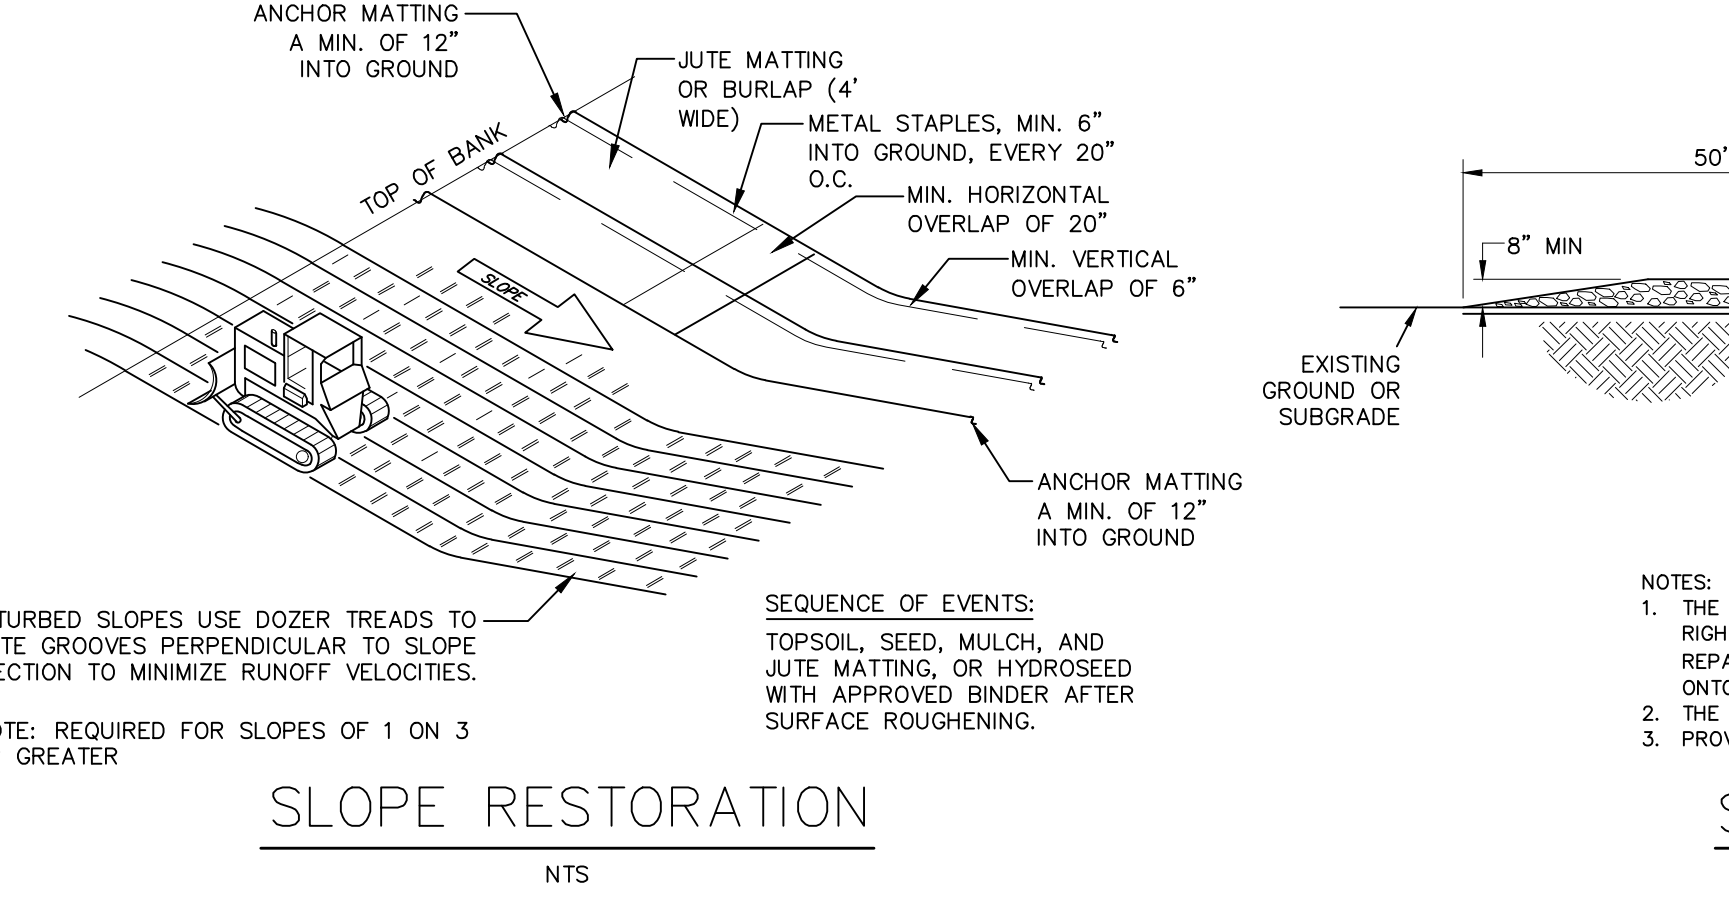 ANCHOR MATTING
A MIN. OF 12"
INTO GROUND
JUTE MATTING
OR BURLAP (4'
WIDE)
METAL STAPLES, MIN. 6"
INTO GROUND, EVERY 20"
O.C.
MIN. HORIZONTAL
OVERLAP OF 20"
MIN. VERTICAL
OVERLAP OF 6"
TOP OF BANK
SLOPE
ANCHOR MATTING
A MIN. OF 12"
INTO GROUND
TURBED SLOPES USE DOZER TREADS TO
TE GROOVES PERPENDICULAR TO SLOPE
ECTION TO MINIMIZE RUNOFF VELOCITIES.
OTE: REQUIRED FOR SLOPES OF 1 ON 3
GREATER
SEQUENCE OF EVENTS:
TOPSOIL, SEED, MULCH, AND
JUTE MATTING, OR HYDROSEED
WITH APPROVED BINDER AFTER
SURFACE ROUGHENING.
SLOPE RESTORATION
NTS
50'
8" MIN
EXISTING
GROUND OR
SUBGRADE
NOTES:
1. THE
RIGH
REPA
ONTO
2. THE
3. PROV